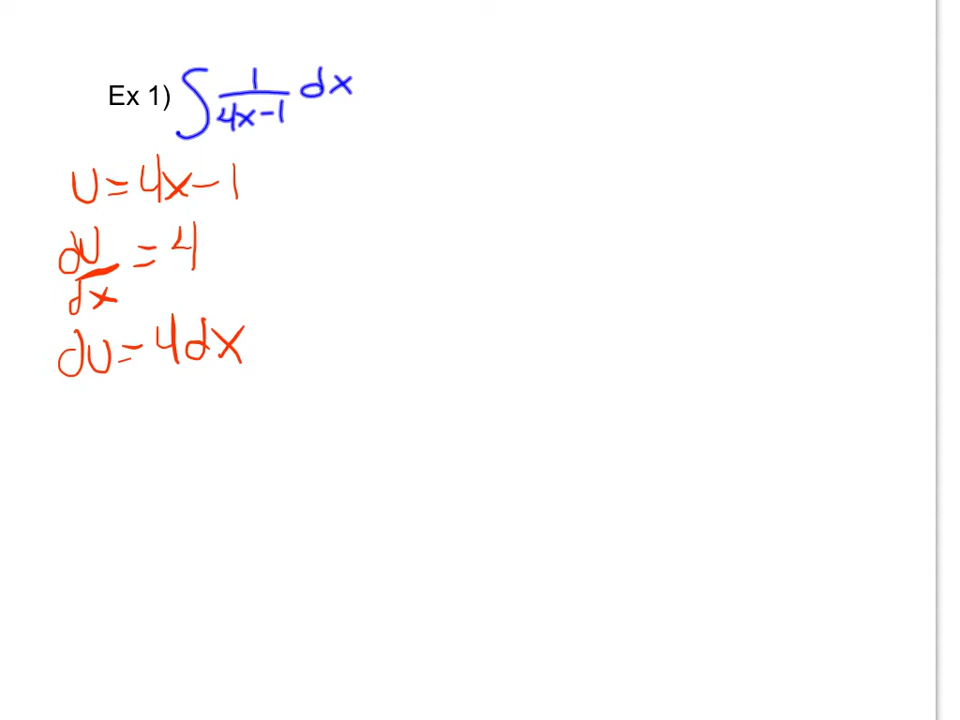 Ex 1) ∫ 1/(4x-1) dx
u = 4x - 1
du/dx = 4
du = 4dx